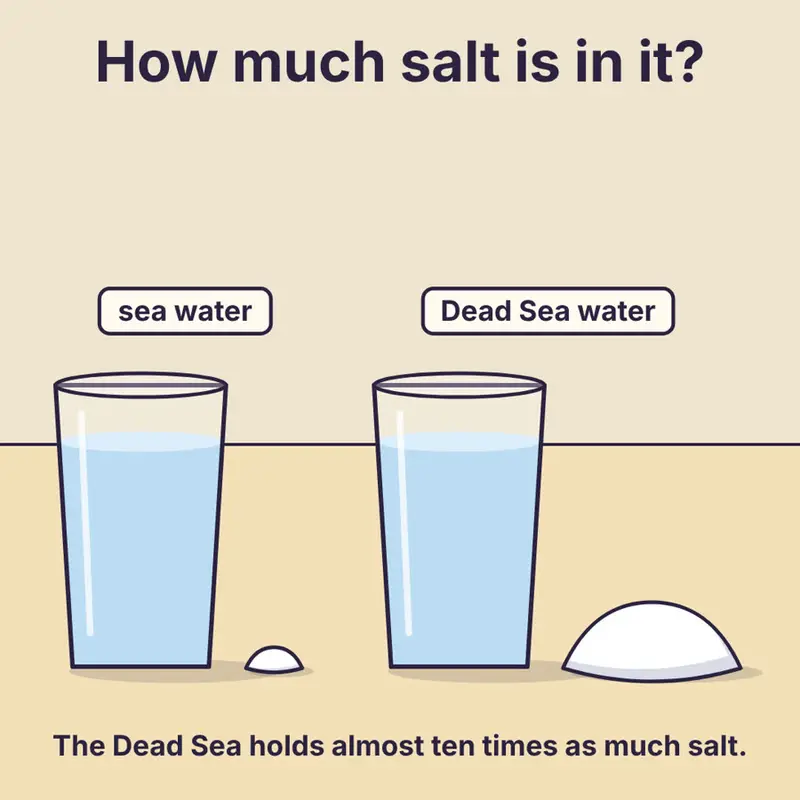 How much salt is in it?
sea water
Dead Sea water
The Dead Sea holds almost ten times as much salt.